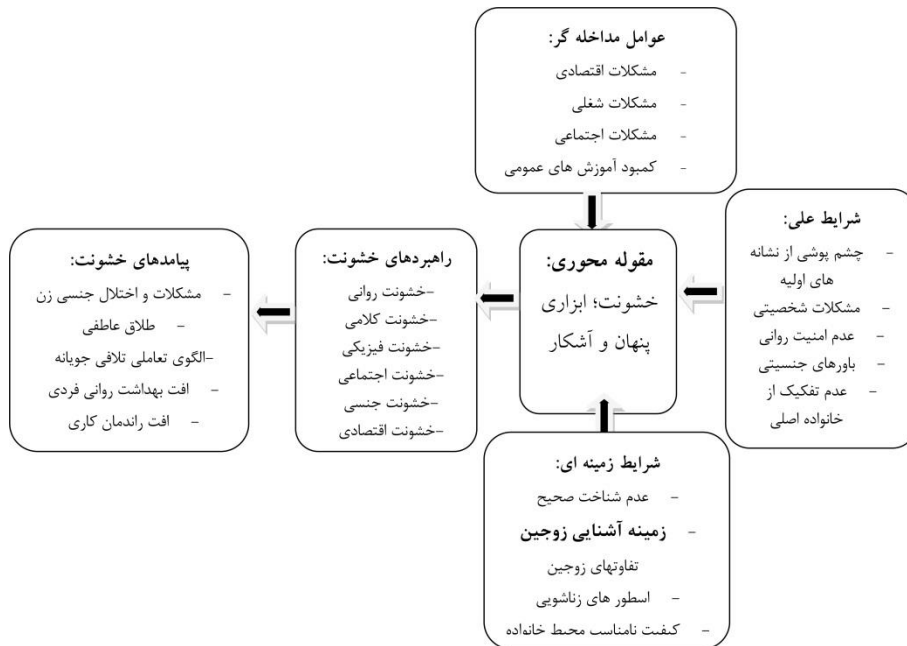 عوامل مداخله گر:
- مشکلات اقتصادی
- مشکلات شغلی
- مشکلات اجتماعی
- کمبود آموزش های عمومی
شرایط علی:
- چشم پوشی از نشانه
های اولیه
- مشکلات شخصیتی
- عدم امنیت روانی
- باورهای جنسیتی
- عدم تفکیک از
خانواده اصلی
مقوله محوری:
خشونت؛ ابزاری
پنهان و آشکار
راهبردهای خشونت:
-خشونت روانی
-خشونت کلامی
-خشونت فیزیکی
-خشونت اجتماعی
-خشونت جنسی
-خشونت اقتصادی
پیامدهای خشونت:
- مشکلات و اختلال جنسی زن
- طلاق عاطفی
-الگوی تعاملی تلافی جویانه
- افت بهداشت روانی فردی
- افت راندمان کاری
شرایط زمینه ای:
- عدم شناخت صحیح
- زمینه آشنایی زوجین
تفاوتهای زوجین
- اسطور های زناشویی
- کیفیت نامناسب محیط خانواده